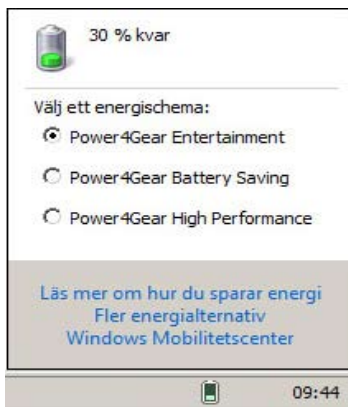 30 % kvar
Välj ett energischema:
Power4Gear Entertainment
Power4Gear Battery Saving
Power4Gear High Performance
Läs mer om hur du sparar energi
Fler energialternativ
Windows Mobilitetscenter
09:44